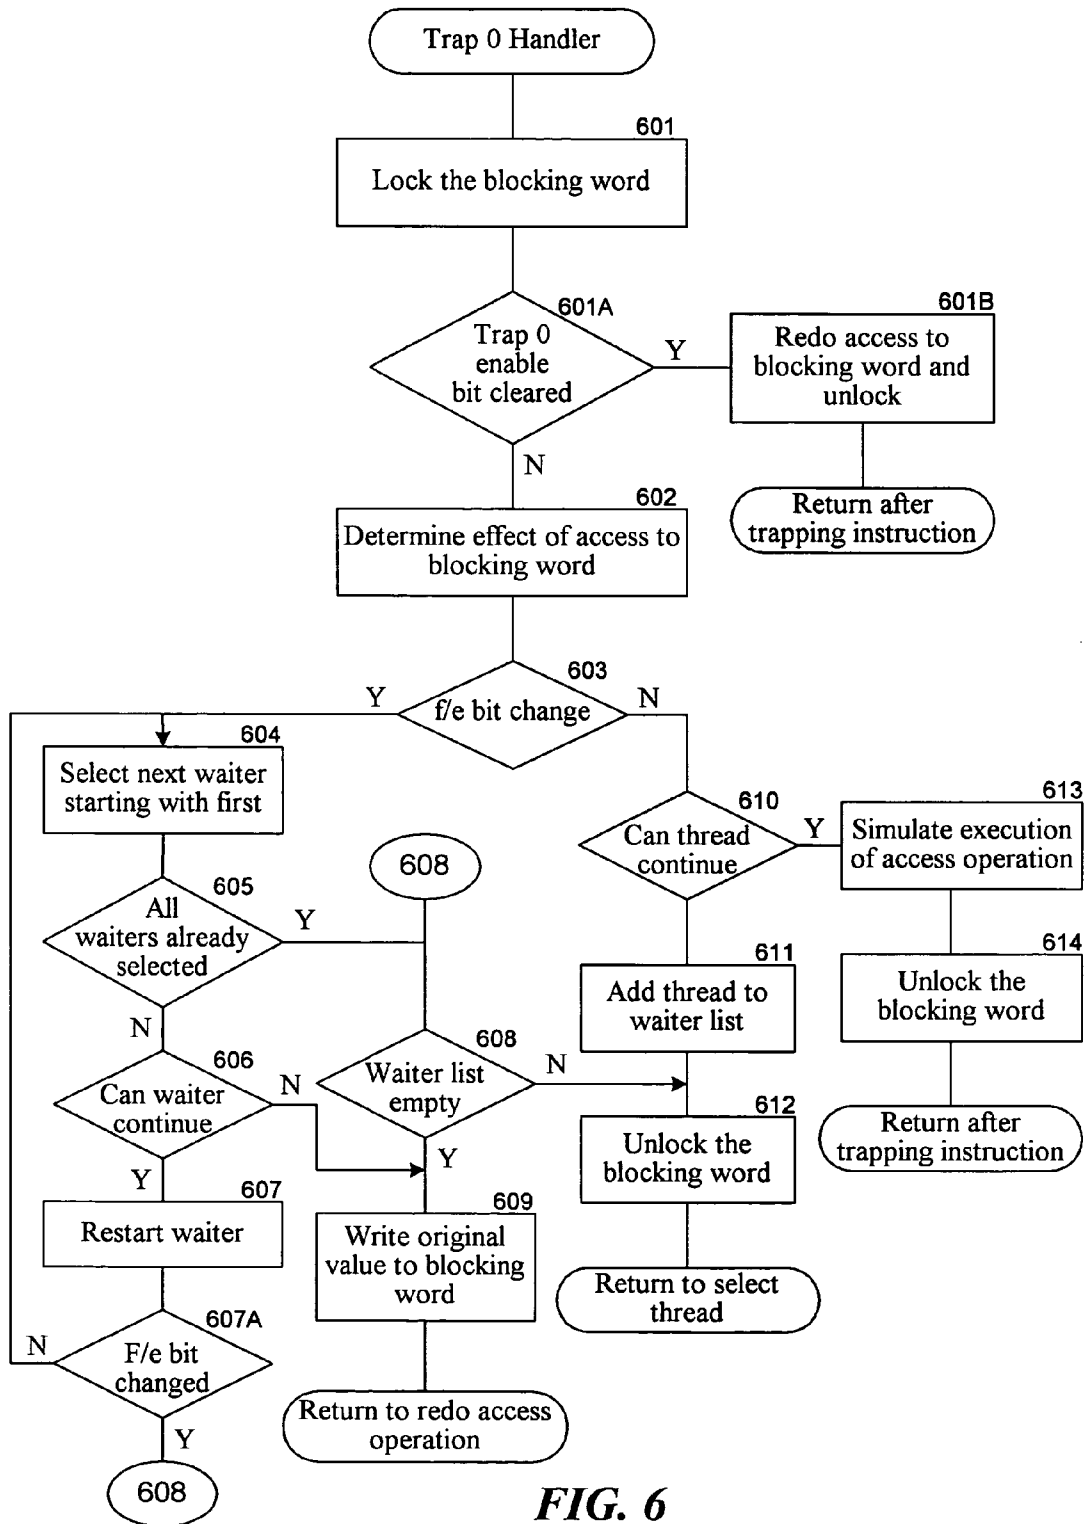 Trap 0 Handler
601
Lock the blocking word
601A
Trap 0
enable
bit cleared
Y
N
601B
Redo access to
blocking word and
unlock
Return after
trapping instruction
602
Determine effect of access to
blocking word
603
f/e bit change
Y
N
604
Select next waiter
starting with first
605
All
waiters already
selected
Y
N
606
Can waiter
continue
N
Y
607
Restart waiter
607A
F/e bit
changed
N
Y
608
608
608
Waiter list
empty
N
Y
609
Write original
value to blocking
word
Return to redo access
operation
610
Can thread
continue
Y
611
Add thread to
waiter list
612
Unlock the
blocking word
Return to select
thread
613
Simulate execution
of access operation
614
Unlock the
blocking word
Return after
trapping instruction
FIG. 6